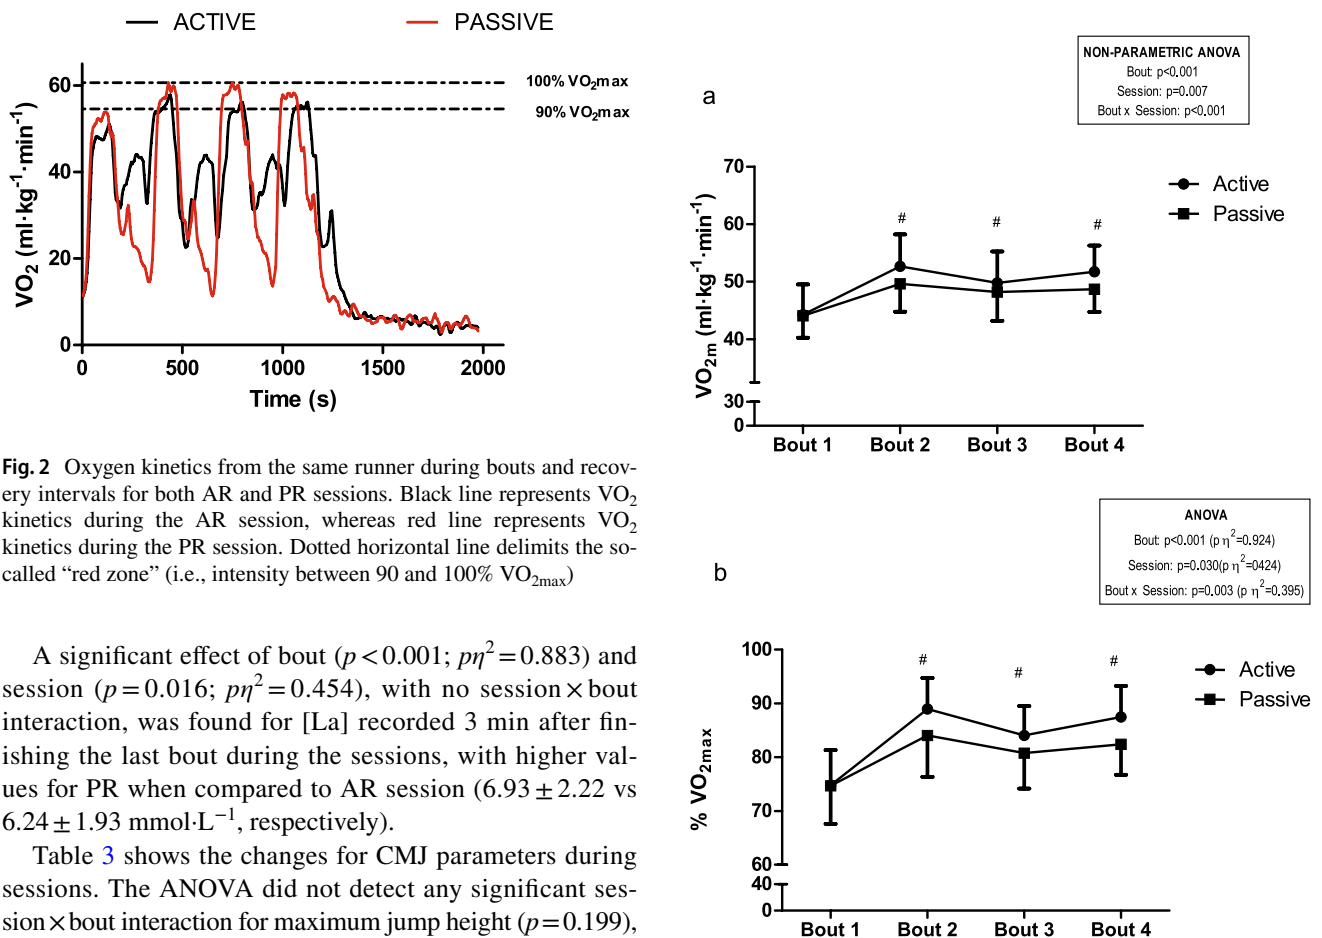 ACTIVE
PASSIVE
VO2 (ml·kg-1·min-1)
60
40
20
0
100% VO2max
90% VO2max
0 500 1000 1500 2000
Time (s)
Fig. 2 Oxygen kinetics from the same runner during bouts and recov-
ery intervals for both AR and PR sessions. Black line represents VO2
kinetics during the AR session, whereas red line represents VO2
kinetics during the PR session. Dotted horizontal line delimits the so-
called “red zone” (i.e., intensity between 90 and 100% VO2max)
A significant effect of bout (p < 0.001; pη2 = 0.883) and
session (p = 0.016; pη2 = 0.454), with no session × bout
interaction, was found for [La] recorded 3 min after fin-
ishing the last bout during the sessions, with higher val-
ues for PR when compared to AR session (6.93 ± 2.22 vs
6.24 ± 1.93 mmol·L−1, respectively).
Table 3 shows the changes for CMJ parameters during
sessions. The ANOVA did not detect any significant ses-
sion × bout interaction for maximum jump height (p = 0.199),
NON-PARAMETRIC ANOVA
Bout: p<0.001
Session: p=0.007
Bout x Session: p<0.001
a
VO2m (ml·kg-1·min-1)
70
60
50
40
30
0
# # #
Active
Passive
Bout 1 Bout 2 Bout 3 Bout 4
ANOVA
Bout: p<0.001 (p η2=0.924)
Session: p=0.030(p η2=0424)
Bout x Session: p=0.003 (p η2=0.395)
b
% VO2max
100
90
80
70
60
40
0
# # #
Active
Passive
Bout 1 Bout 2 Bout 3 Bout 4